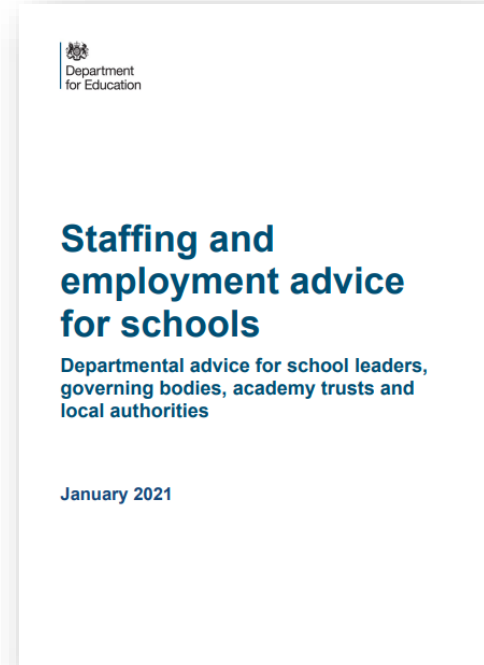 Department
for Education
Staffing and
employment advice
for schools
Departmental advice for school leaders,
governing bodies, academy trusts and
local authorities
January 2021